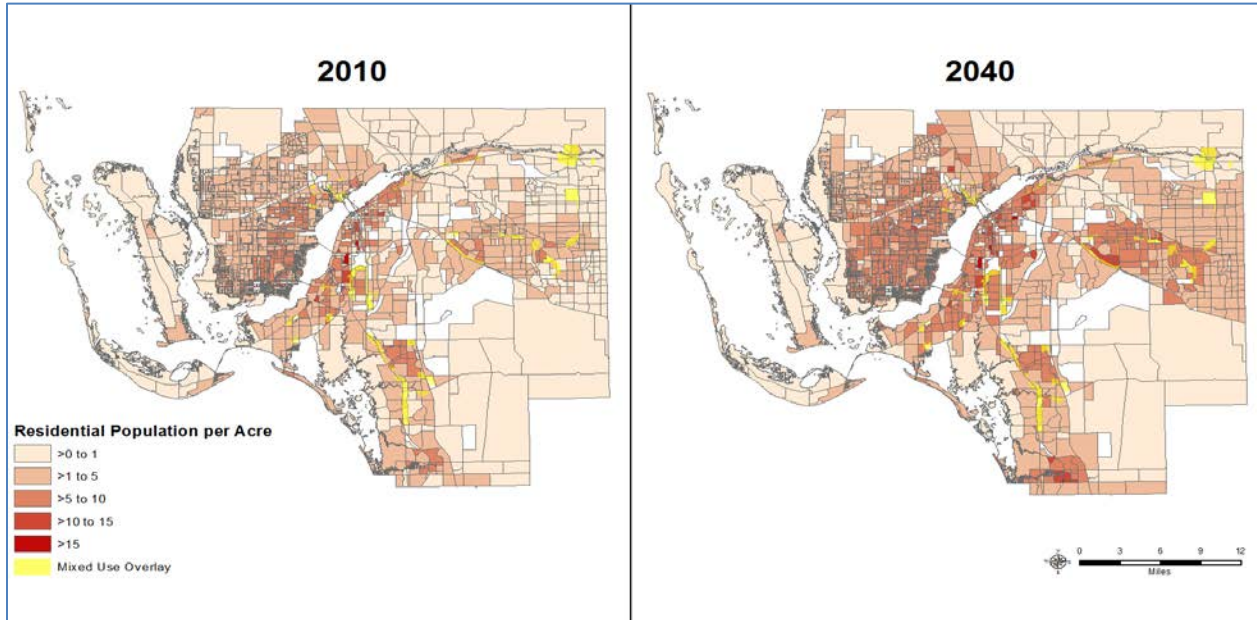 2010
2040
Residential Population per Acre
>0 to 1
>1 to 5
>5 to 10
>10 to 15
>15
Mixed Use Overlay
0 3 6 9 12
Miles